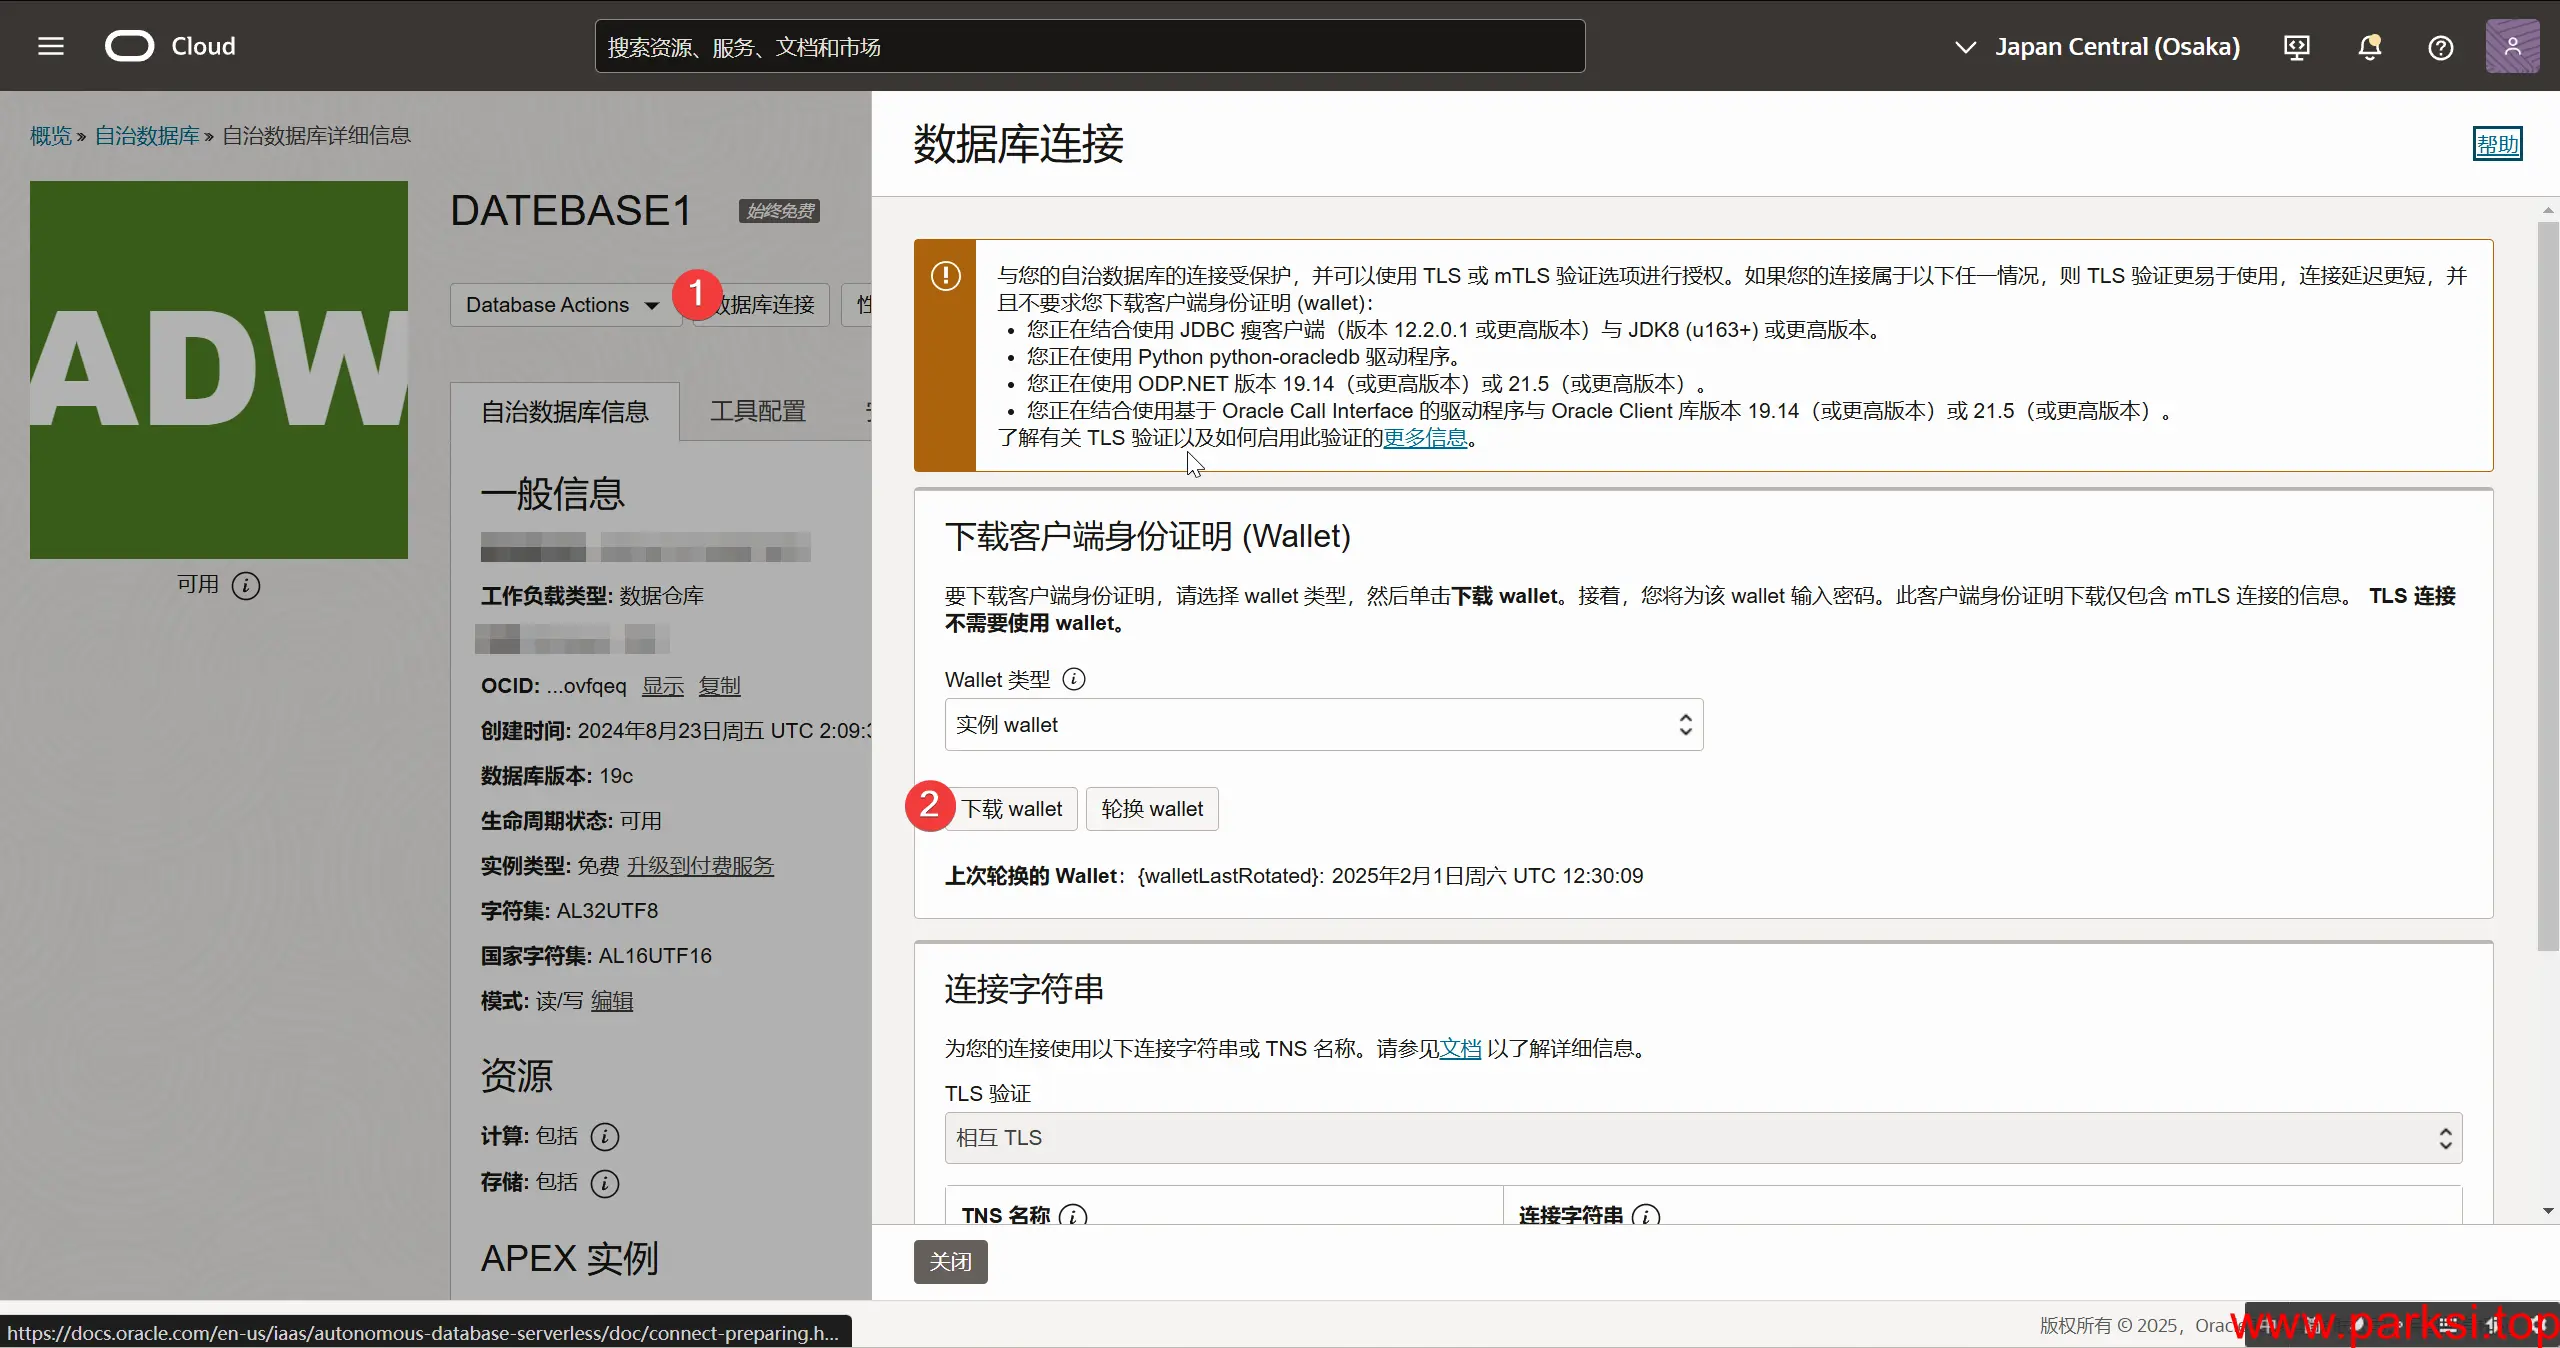 Cloud
搜索资源、服务、文档和市场
Japan Central (Osaka)
概览 » 自治数据库 » 自治数据库详细信息
ADW
可用
DATEBASE1
始终免费
Database Actions
1
数据库连接
自治数据库信息
工具配置
一般信息
工作负载类型: 数据仓库
OCID: ...ovfqeq 显示 复制
创建时间: 2024年8月23日周五 UTC 2:09:3
数据库版本: 19c
生命周期状态: 可用
实例类型: 免费 升级到付费服务
字符集: AL32UTF8
国家字符集: AL16UTF16
模式: 读/写 编辑
资源
计算: 包括
存储: 包括
APEX 实例
数据库连接
帮助
与您的自治数据库的连接受保护，并可以使用 TLS 或 mTLS 验证选项进行授权。如果您的连接属于以下任一情况，则 TLS 验证更易于使用，连接延迟更短，并
且不要求您下载客户端身份证明 (wallet)：
• 您正在结合使用 JDBC 瘦客户端（版本 12.2.0.1 或更高版本）与 JDK8 (u163+) 或更高版本。
• 您正在使用 Python python-oracledb 驱动程序。
• 您正在使用 ODP.NET 版本 19.14（或更高版本）或 21.5（或更高版本）。
• 您正在结合使用基于 Oracle Call Interface 的驱动程序与 Oracle Client 库版本 19.14（或更高版本）或 21.5（或更高版本）。
了解有关 TLS 验证以及如何启用此验证的更多信息。
下载客户端身份证明 (Wallet)
要下载客户端身份证明，请选择 wallet 类型，然后单击下载 wallet。接着，您将为该 wallet 输入密码。此客户端身份证明下载仅包含 mTLS 连接的信息。 TLS 连接
不需要使用 wallet。
Wallet 类型
实例 wallet
2
下载 wallet
轮换 wallet
上次轮换的 Wallet：{walletLastRotated}: 2025年2月1日周六 UTC 12:30:09
连接字符串
为您的连接使用以下连接字符串或 TNS 名称。请参见文档 以了解详细信息。
TLS 验证
相互 TLS
TNS 名称
连接字符串
关闭
https://docs.oracle.com/en-us/iaas/autonomous-database-serverless/doc/connect-preparing.h...
版权所有 © 2025，Orac
www.parksi.top